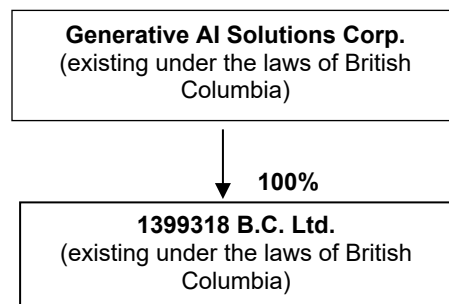 Generative AI Solutions Corp.
(existing under the laws of British
Columbia)
100%
1399318 B.C. Ltd.
(existing under the laws of British
Columbia)